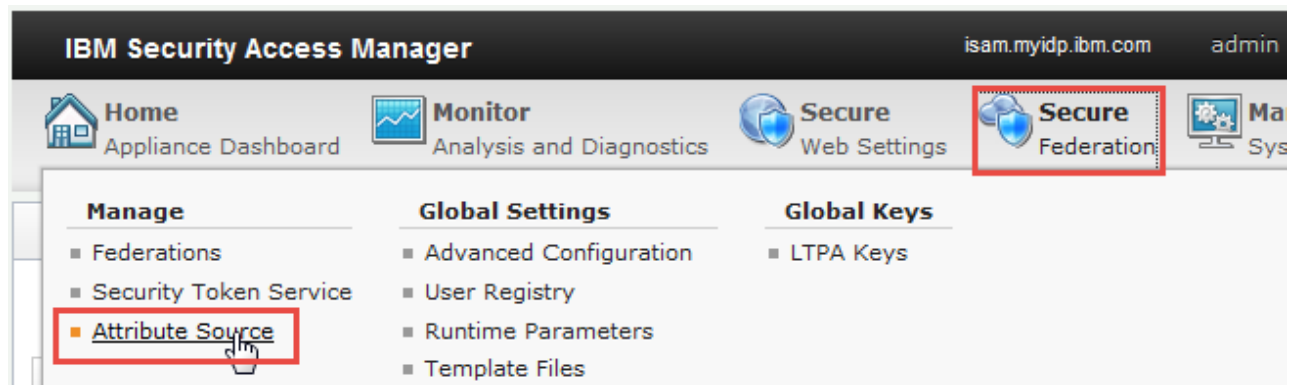 IBM Security Access Manager isam.myidp.ibm.com admin
Home Monitor Secure Secure
Appliance Dashboard Analysis and Diagnostics Web Settings Federation
Manage Global Settings Global Keys
Federations Advanced Configuration LTPA Keys
Security Token Service User Registry
Attribute Source Runtime Parameters
Template Files